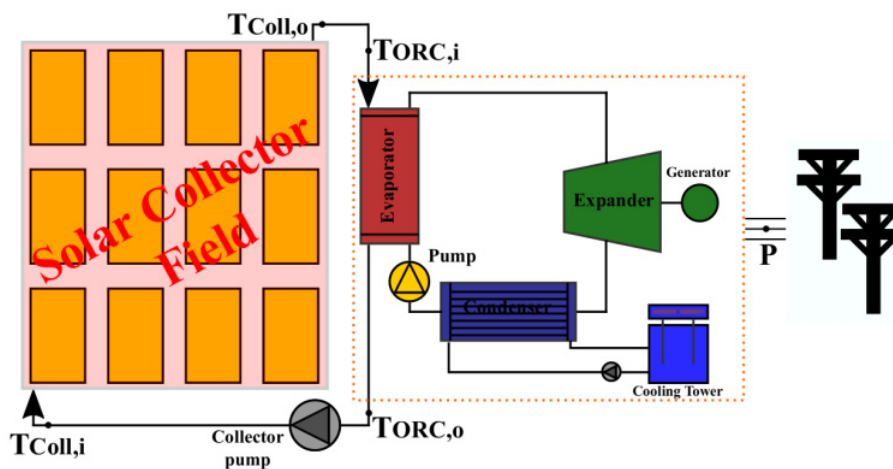 TColl,o
TORC,i
Solar Collector
Field
Evaporator
Expander
Generator
Pump
Condenser
P
Cooling Tower
TColl,i
Collector
pump
TORC,o